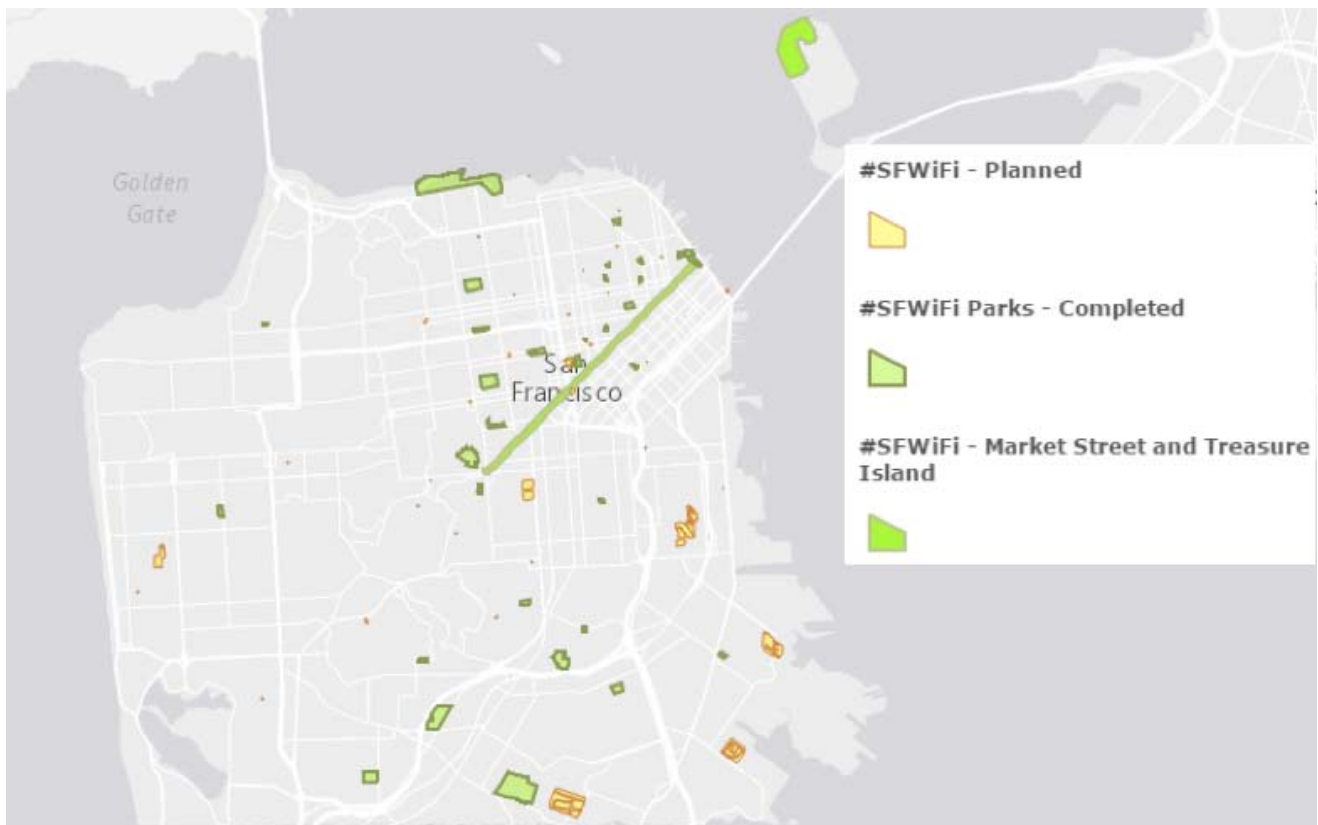 Golden
Gate
San
Francisco
#SFWiFi - Planned
#SFWiFi Parks - Completed
#SFWiFi - Market Street and Treasure
Island